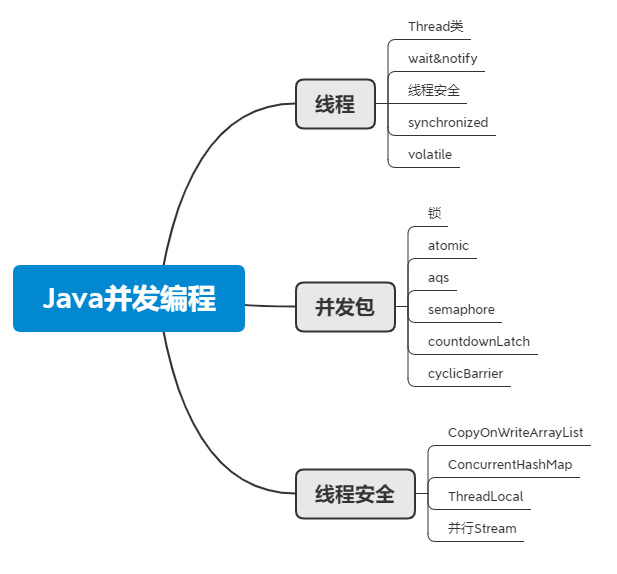 Java并发编程
线程
Thread类
wait&notify
线程安全
synchronized
volatile
并发包
锁
atomic
aqs
semaphore
countdownLatch
cyclicBarrier
线程安全
CopyOnWriteArrayList
ConcurrentHashMap
ThreadLocal
并行Stream